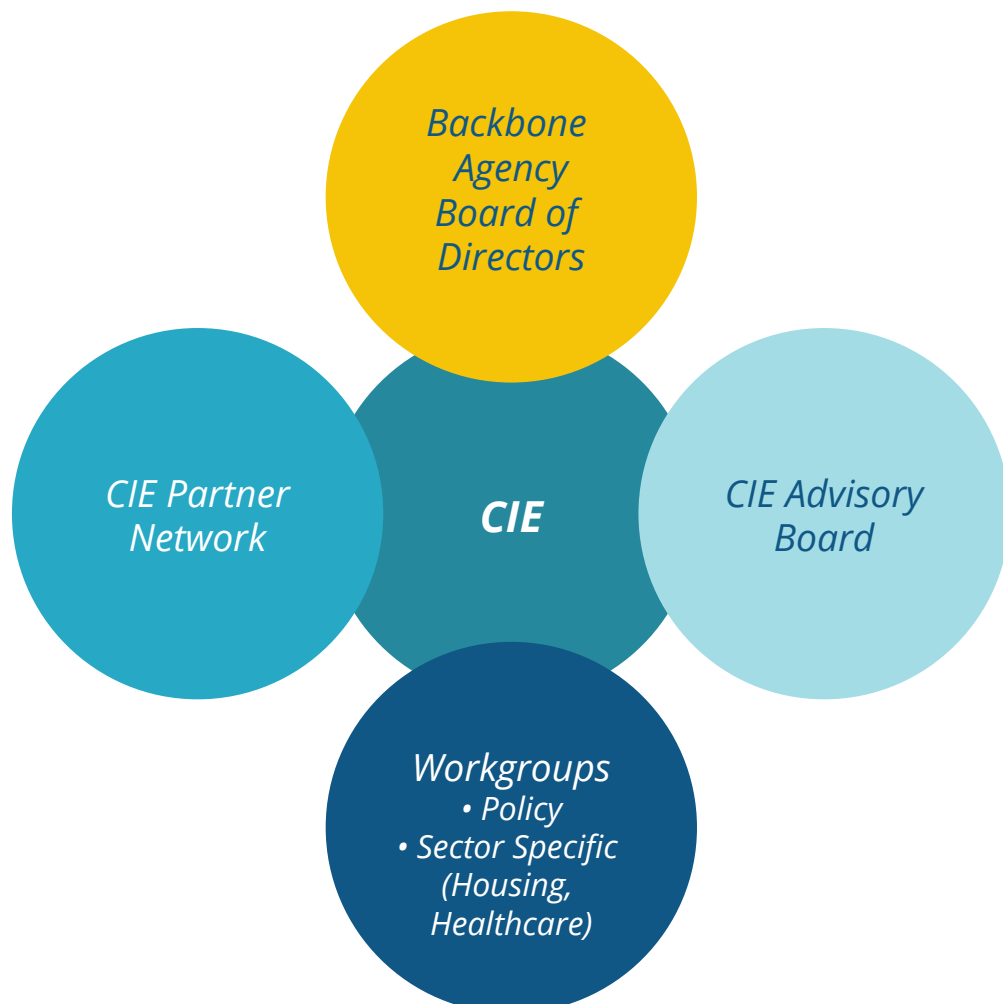 Backbone
Agency
Board of
Directors
CIE Partner
Network
CIE
CIE Advisory
Board
Workgroups
• Policy
• Sector Specific
(Housing,
Healthcare)